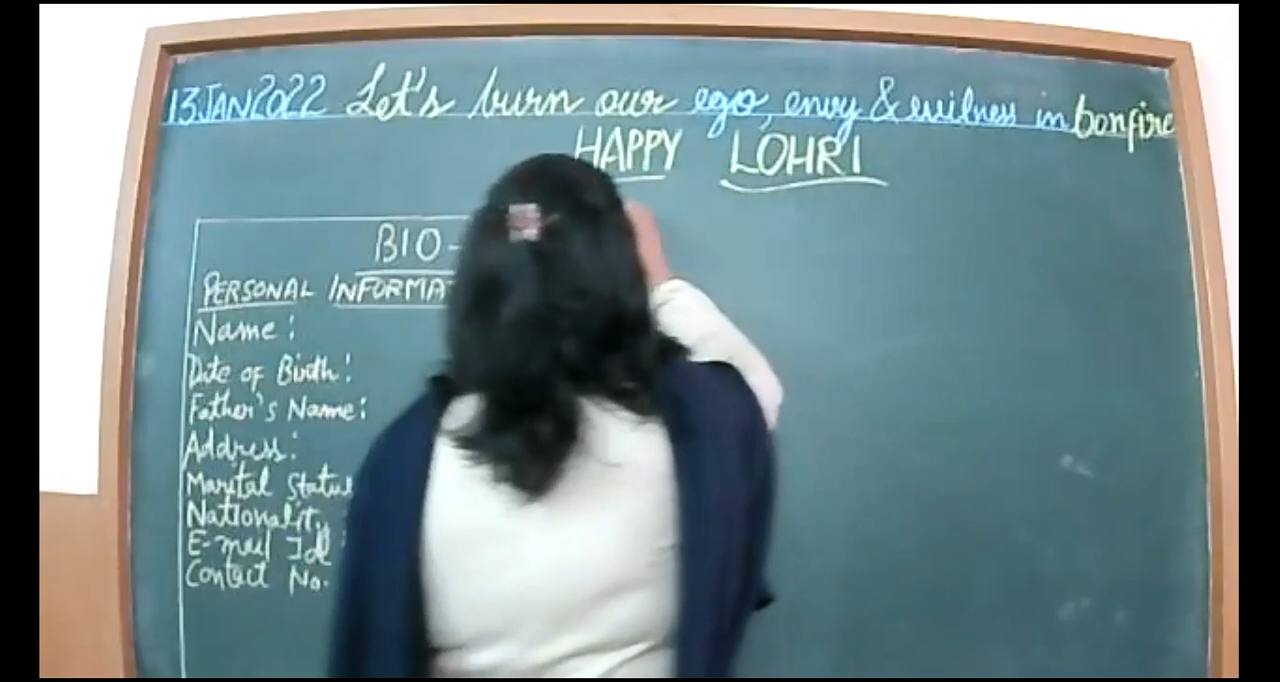 13JAN2022 Let's burn our ego, envy & evilness in bonfire
HAPPY LOHRI
BIO-
PERSONAL INFORMA
Name :
Date of Birth :
Father's Name :
Address :
Marital Status
Nationality
E-mail Id :
Contact No.